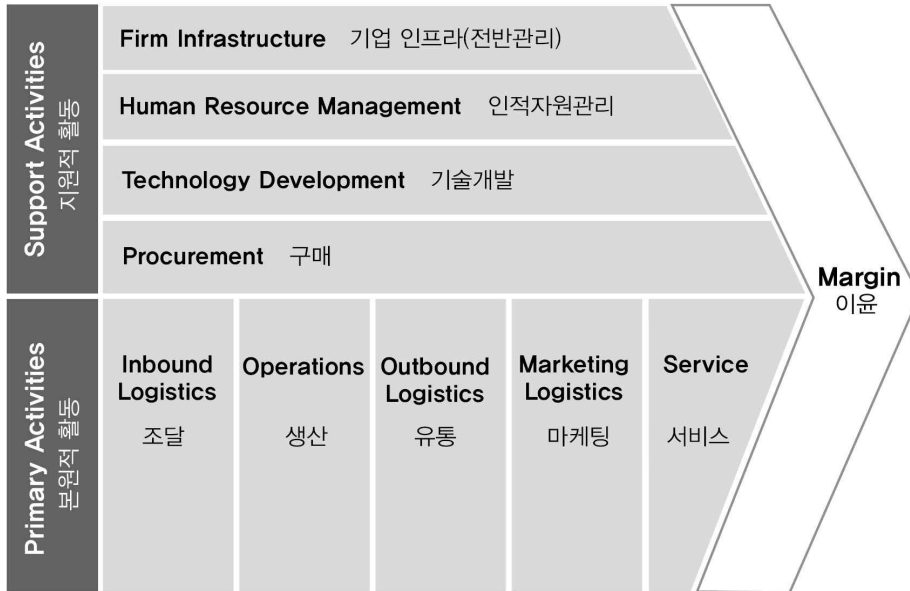 Support Activities
지원적 활동
Firm Infrastructure 기업 인프라(전반관리)
Human Resource Management 인적자원관리
Technology Development 기술개발
Procurement 구매
Margin
이윤
Primary Activities
본원적 활동
Inbound
Logistics
조달
Operations
생산
Outbound
Logistics
유통
Marketing
Logistics
마케팅
Service
서비스